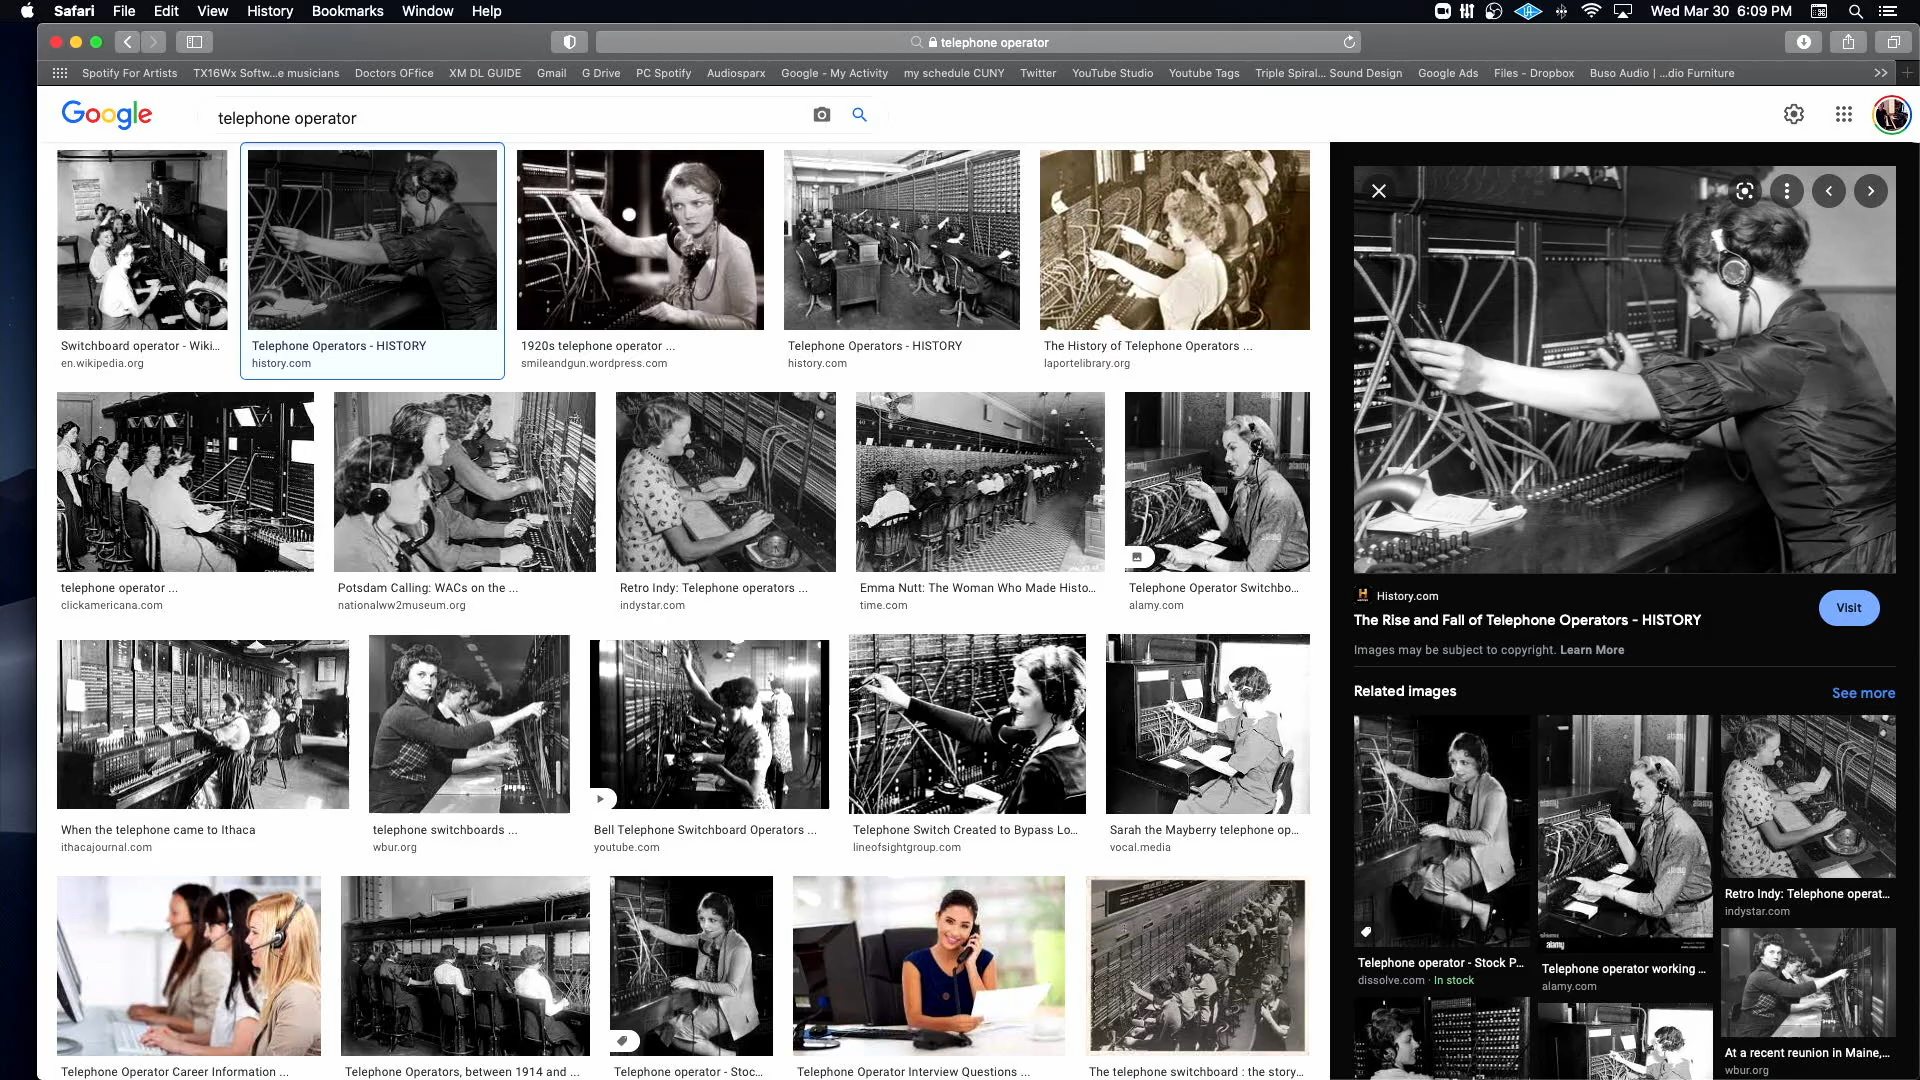 Safari File Edit View History Bookmarks Window Help
Wed Mar 30 6:09 PM
telephone operator
Spotify For Artists TX16Wx Softw...e musicians Doctors OFfice XM DL GUIDE Gmail G Drive PC Spotify Audiosparx Google - My Activity my schedule CUNY Twitter YouTube Studio Youtube Tags Triple Spiral... Sound Design Google Ads Files - Dropbox Buso Audio | ...dio Furniture
Google
telephone operator
Switchboard operator - Wiki...
en.wikipedia.org
Telephone Operators - HISTORY
history.com
1920s telephone operator ...
smileandgun.wordpress.com
Telephone Operators - HISTORY
history.com
The History of Telephone Operators ...
laportelibrary.org
telephone operator ...
clickamericana.com
Potsdam Calling: WACs on the ...
nationalww2museum.org
Retro Indy: Telephone operators ...
indystar.com
Emma Nutt: The Woman Who Made Histo...
time.com
Telephone Operator Switchbo...
alamy.com
When the telephone came to Ithaca
ithacajournal.com
telephone switchboards ...
wbur.org
Bell Telephone Switchboard Operators ...
youtube.com
Telephone Switch Created to Bypass Lo...
lineofsightgroup.com
Sarah the Mayberry telephone op...
vocal.media
Telephone Operator Career Information ...
Telephone Operators, between 1914 and ...
Telephone operator - Stoc...
Telephone Operator Interview Questions ...
The telephone switchboard : the story...
H History.com
Visit
The Rise and Fall of Telephone Operators - HISTORY
Images may be subject to copyright. Learn More
Related images
See more
alamy
Telephone operator - Stock P...
dissolve.com · In stock
Telephone operator working ...
alamy.com
Retro Indy: Telephone operat...
indystar.com
At a recent reunion in Maine,...
wbur.org